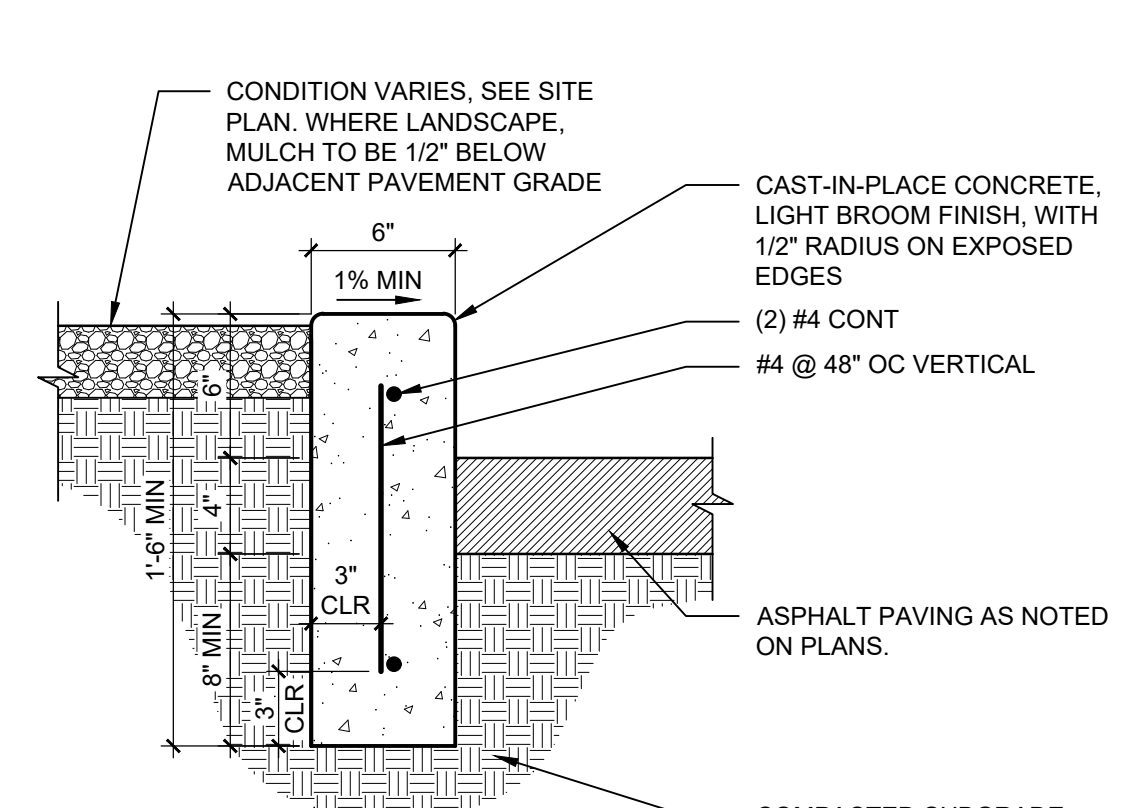 CONDITION VARIES, SEE SITE
PLAN. WHERE LANDSCAPE,
MULCH TO BE 1/2" BELOW
ADJACENT PAVEMENT GRADE
CAST-IN-PLACE CONCRETE,
LIGHT BROOM FINISH, WITH
1/2" RADIUS ON EXPOSED
EDGES
6"
1% MIN
(2) #4 CONT
#4 @ 48" OC VERTICAL
6"
4"
1'-6" MIN
8" MIN
3"
CLR
3"
CLR
ASPHALT PAVING AS NOTED
ON PLANS.
COMPACTED SUBGRADE